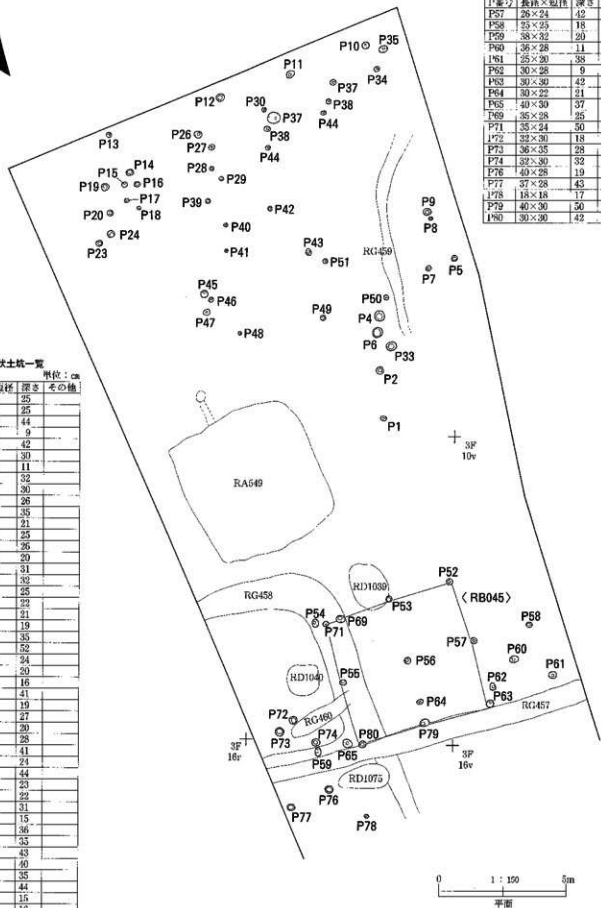 P番号 長径×短径 深さ
P57 26×24 42
P58 25×25 18
P59 38×32 20
P60 36×28 11
P61 25×20 38
P62 30×28 9
P63 30×30 42
P64 30×22 21
P65 40×30 37
P69 35×28 25
P71 35×24 50
P72 32×30 18
P73 36×35 28
P74 32×30 32
P76 40×28 19
P77 37×28 43
P78 18×18 17
P79 40×30 50
P80 30×30 42
状土坑一覧
単位：cm
短径 深さ その他
25
25
44
9
42
30
11
32
30
26
35
21
25
26
20
31
32
25
22
21
19
35
52
24
20
16
41
19
27
20
28
41
24
44
23
22
31
15
36
35
43
40
35
44
15
P10
P35
P11
P34
P37
P12
P30
P38
P37
P44
P13
P26
P38
P27
P44
P14
P28
P15
P16
P29
P19
P17
P39
P42
P9
P18
P8
P20
P40
P24
P23
P41
P43
RG459
P5
P51
P7
P45
P46
P50
P47
P49
P4
P48
P6
P33
P2
P1
3F
10v
RA649
P52
RD1039
〈RB045〉
RG458
P53
P54
P69
P58
P71
P57
P56
P60
P55
P61
RD1040
P62
P64
P63
P72
RG460
RG457
P73
P74
P79
3F
16r
P65
P80
3F
16v
P59
RD1075
P76
P77
P78
0 1：150 5m
平面